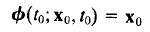 ϕ(t₀; x₀, t₀) = x₀